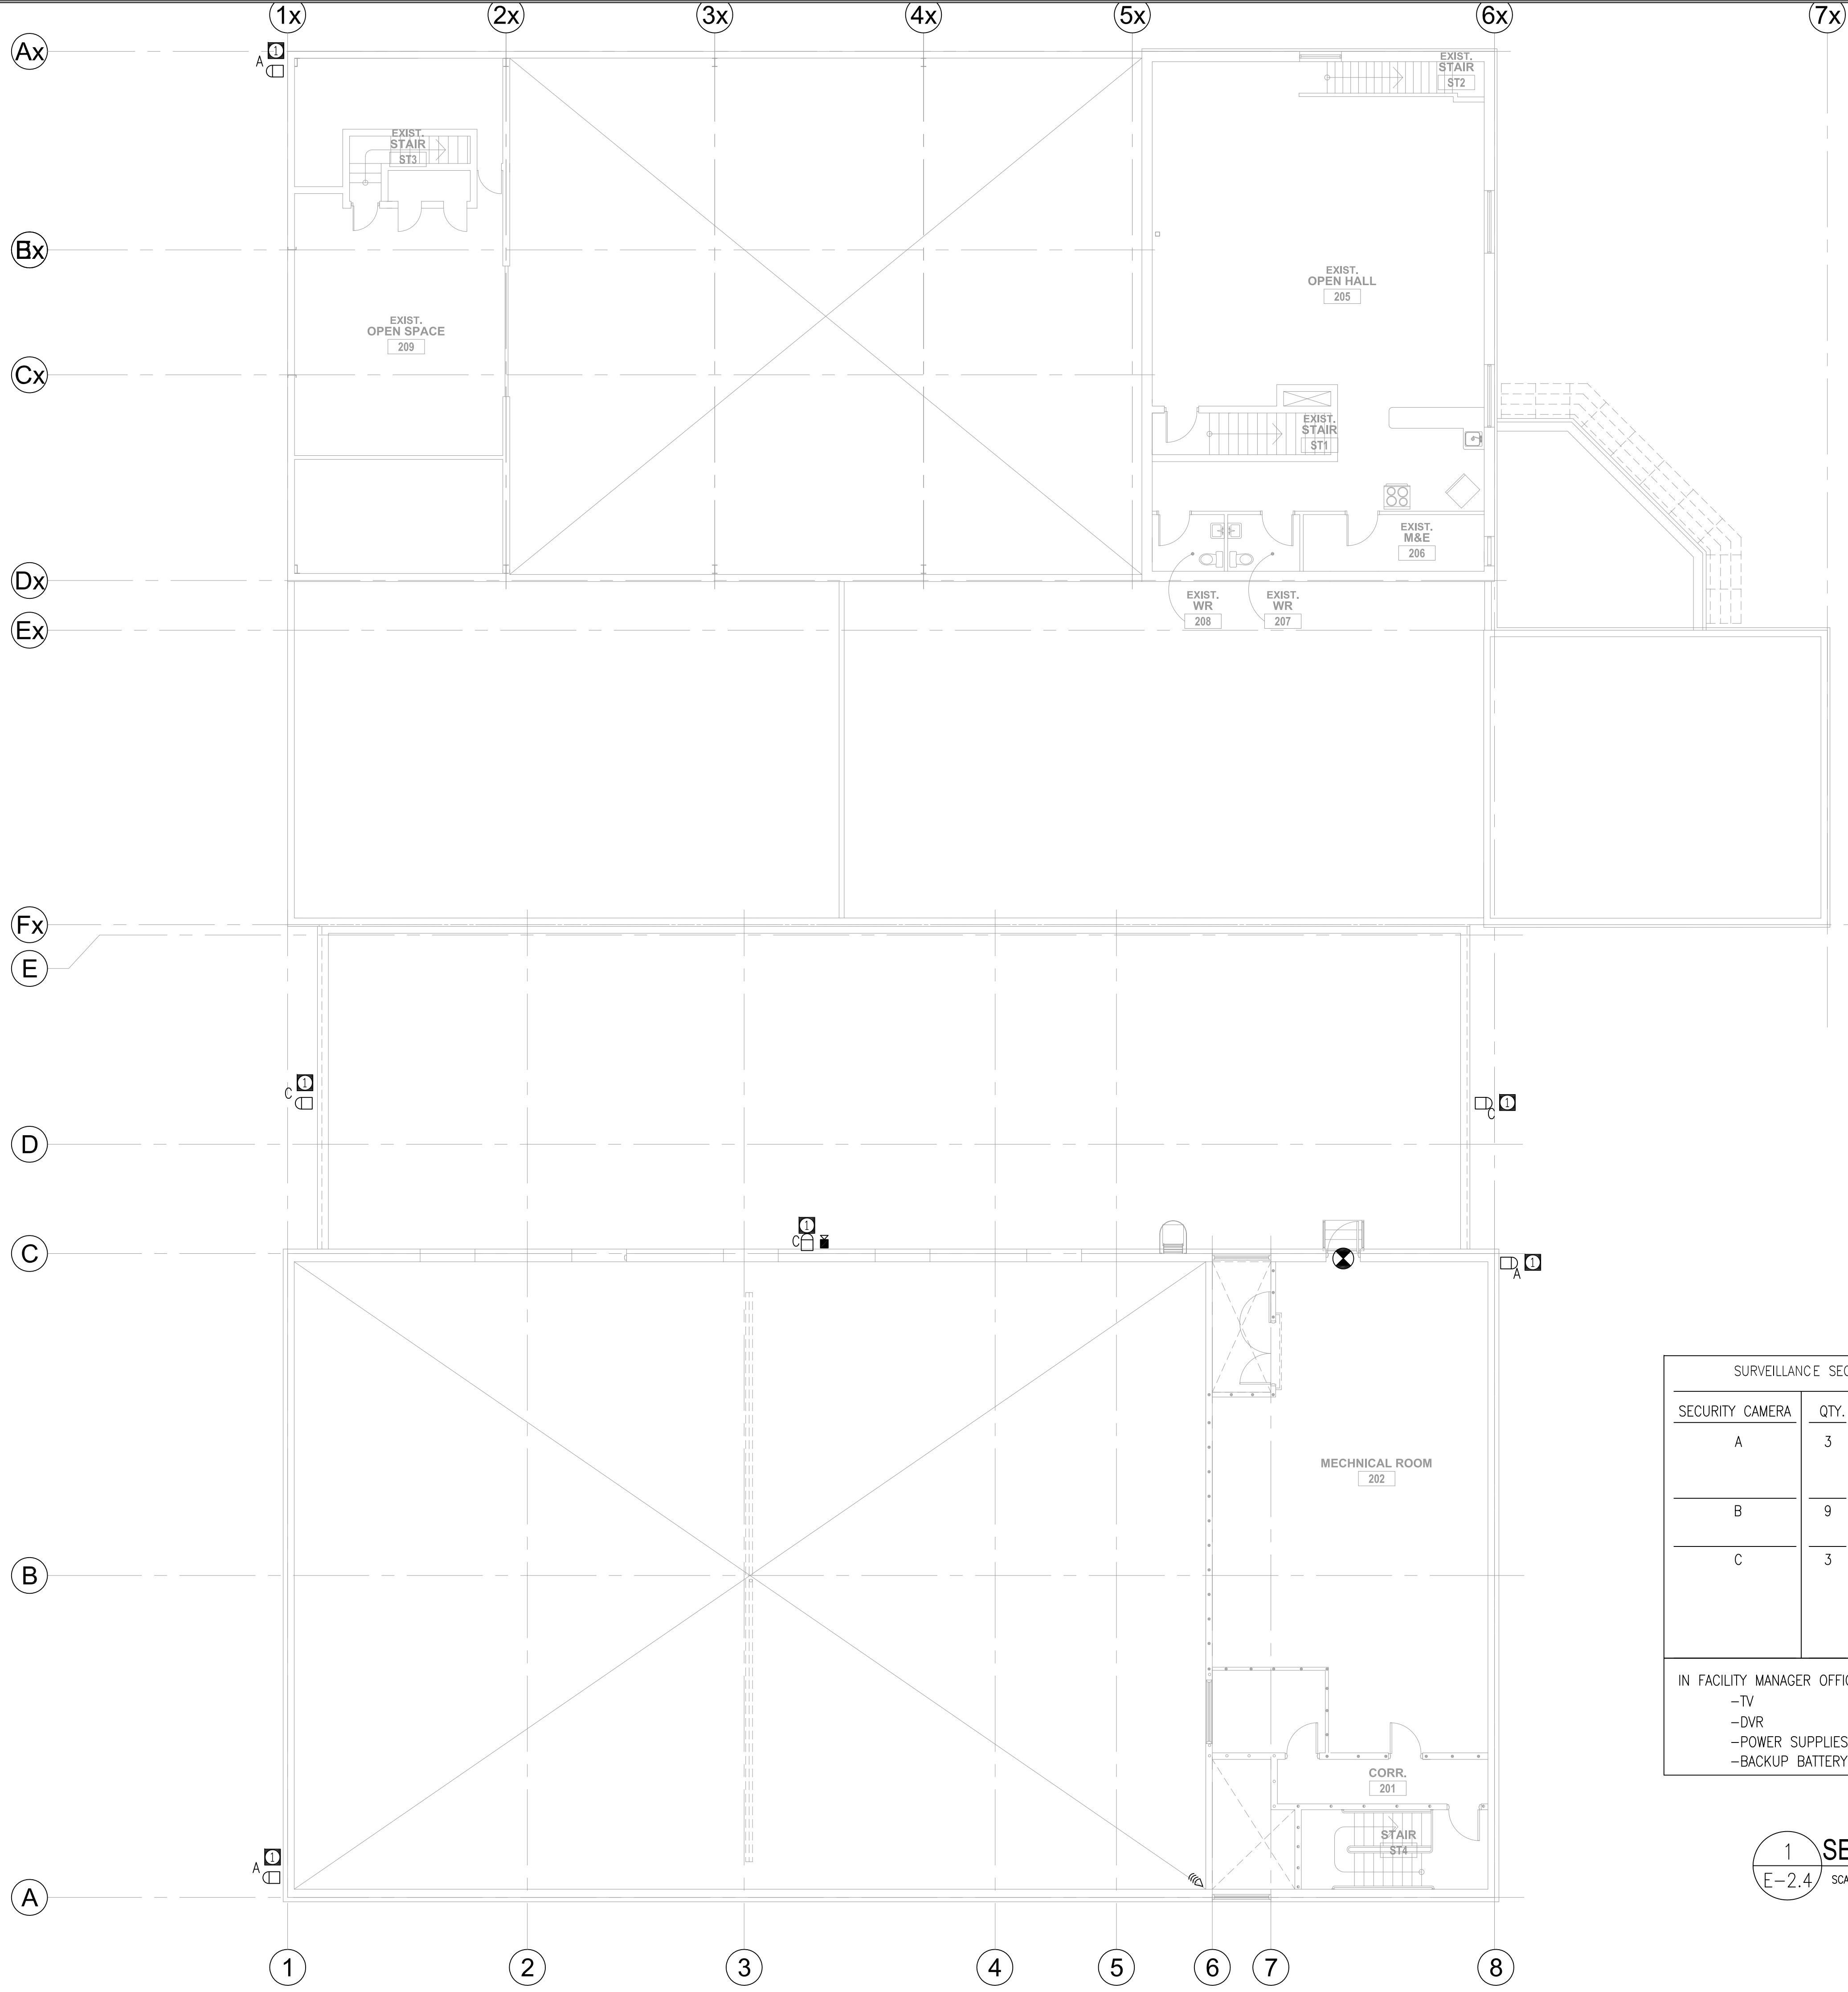 1x 2x 3x 4x 5x 6x 7x
Ax
1
A
EXIST.
STAIR
ST2
EXIST.
STAIR
ST3
Bx
EXIST.
OPEN HALL
205
EXIST.
OPEN SPACE
209
Cx
EXIST.
STAIR
ST1
EXIST.
M&E
206
Dx
EXIST.
WR
208
EXIST.
WR
207
Ex
Fx
E
1
C
1
C
D
1
C
C
1
A
SURVEILLANCE SEC
SECURITY CAMERA QTY.
A 3
B 9
C 3
MECHNICAL ROOM
202
B
IN FACILITY MANAGER OFFIC
-TV
-DVR
-POWER SUPPLIES
-BACKUP BATTERY
CORR.
201
STAIR
ST4
1
A
1
E-2.4
SE
SCA
A
1 2 3 4 5 6 7 8